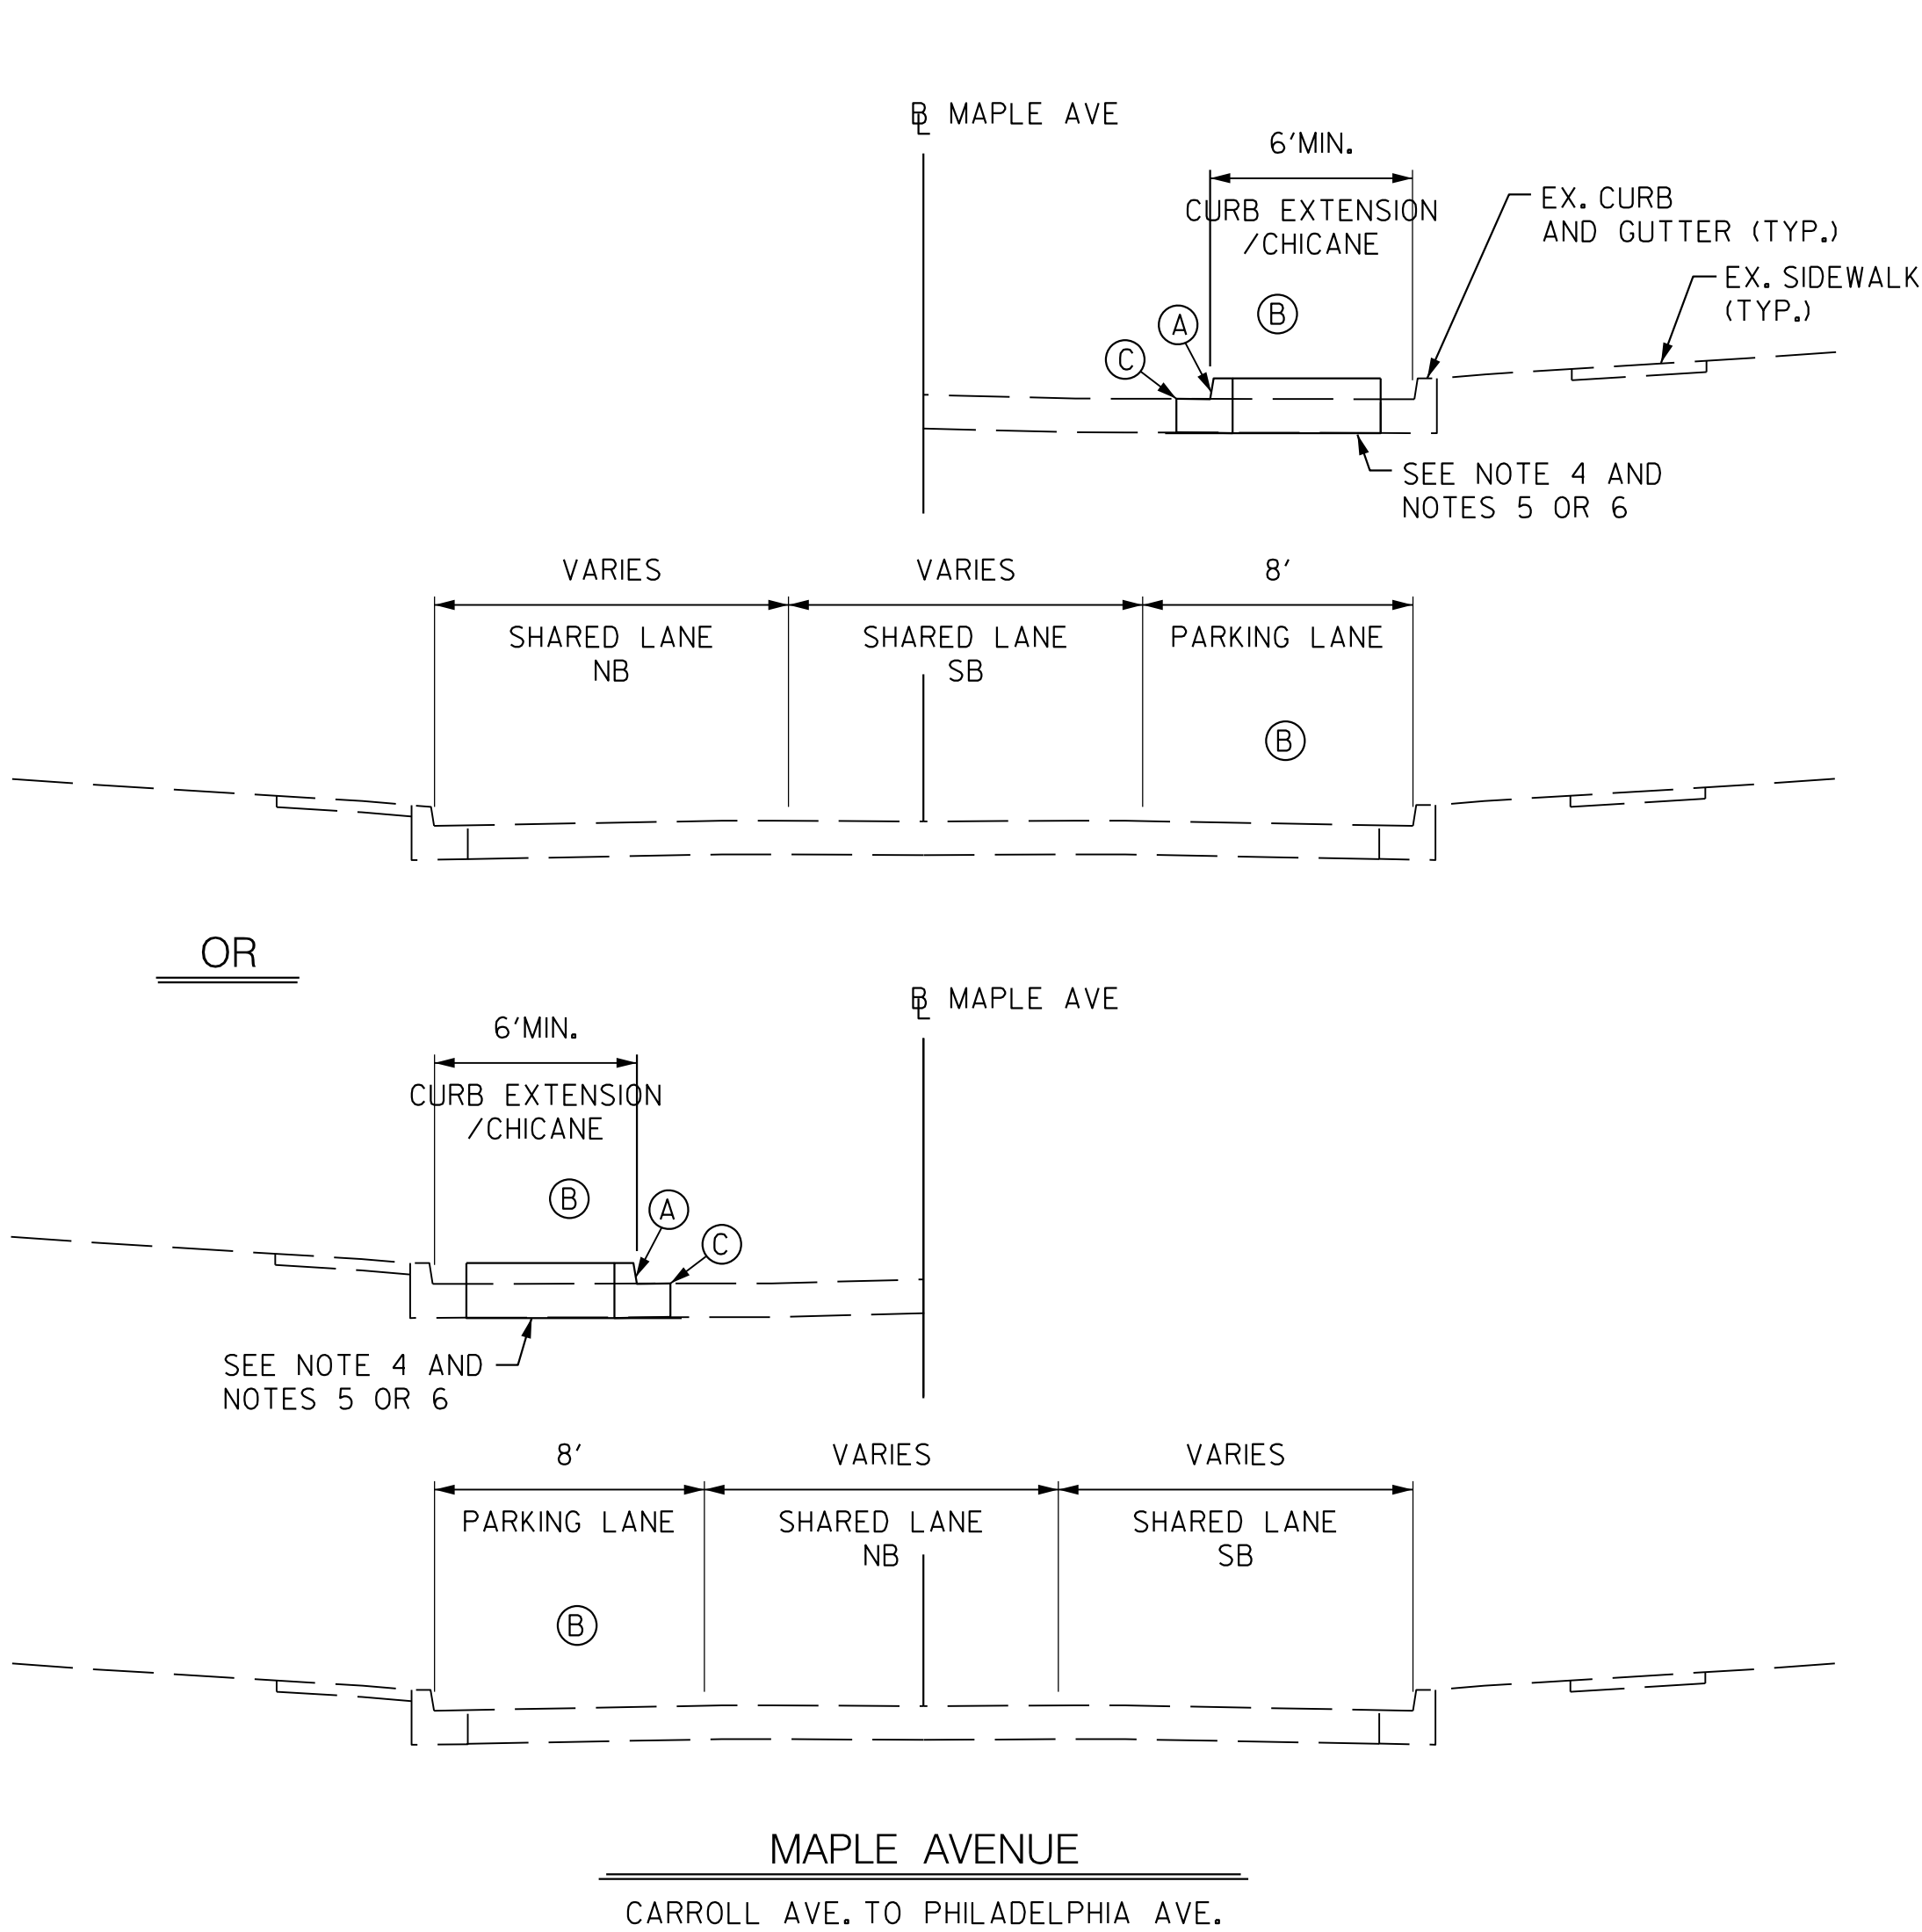 ℄ MAPLE AVE
6'MIN.
CURB EXTENSION
/CHICANE
EX. CURB
AND GUTTER (TYP.)
EX. SIDEWALK
(TYP.)
B
A
C
SEE NOTE 4 AND
NOTES 5 OR 6
VARIES
VARIES
8'
SHARED LANE
NB
SHARED LANE
SB
PARKING LANE
B
OR
℄ MAPLE AVE
6'MIN.
CURB EXTENSION
/CHICANE
B
A
C
SEE NOTE 4 AND
NOTES 5 OR 6
8'
VARIES
VARIES
PARKING LANE
SHARED LANE
NB
SHARED LANE
SB
B
MAPLE AVENUE
CARROLL AVE. TO PHILADELPHIA AVE.